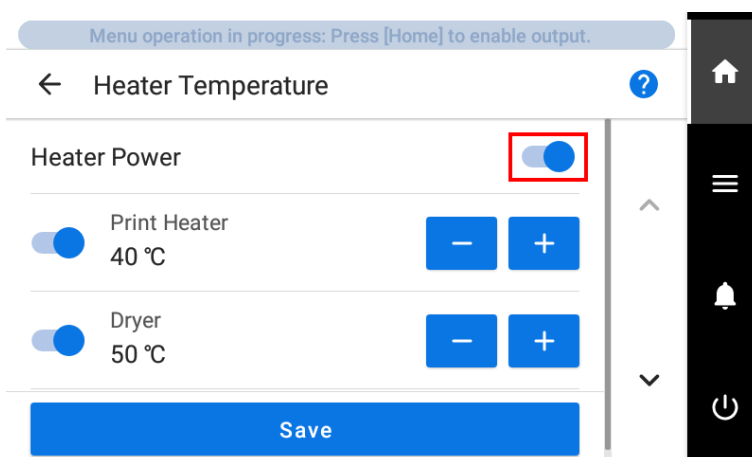 Menu operation in progress: Press [Home] to enable output.
Heater Temperature
?
Heater Power
Print Heater
40 ℃
− +
Dryer
50 ℃
− +
Save